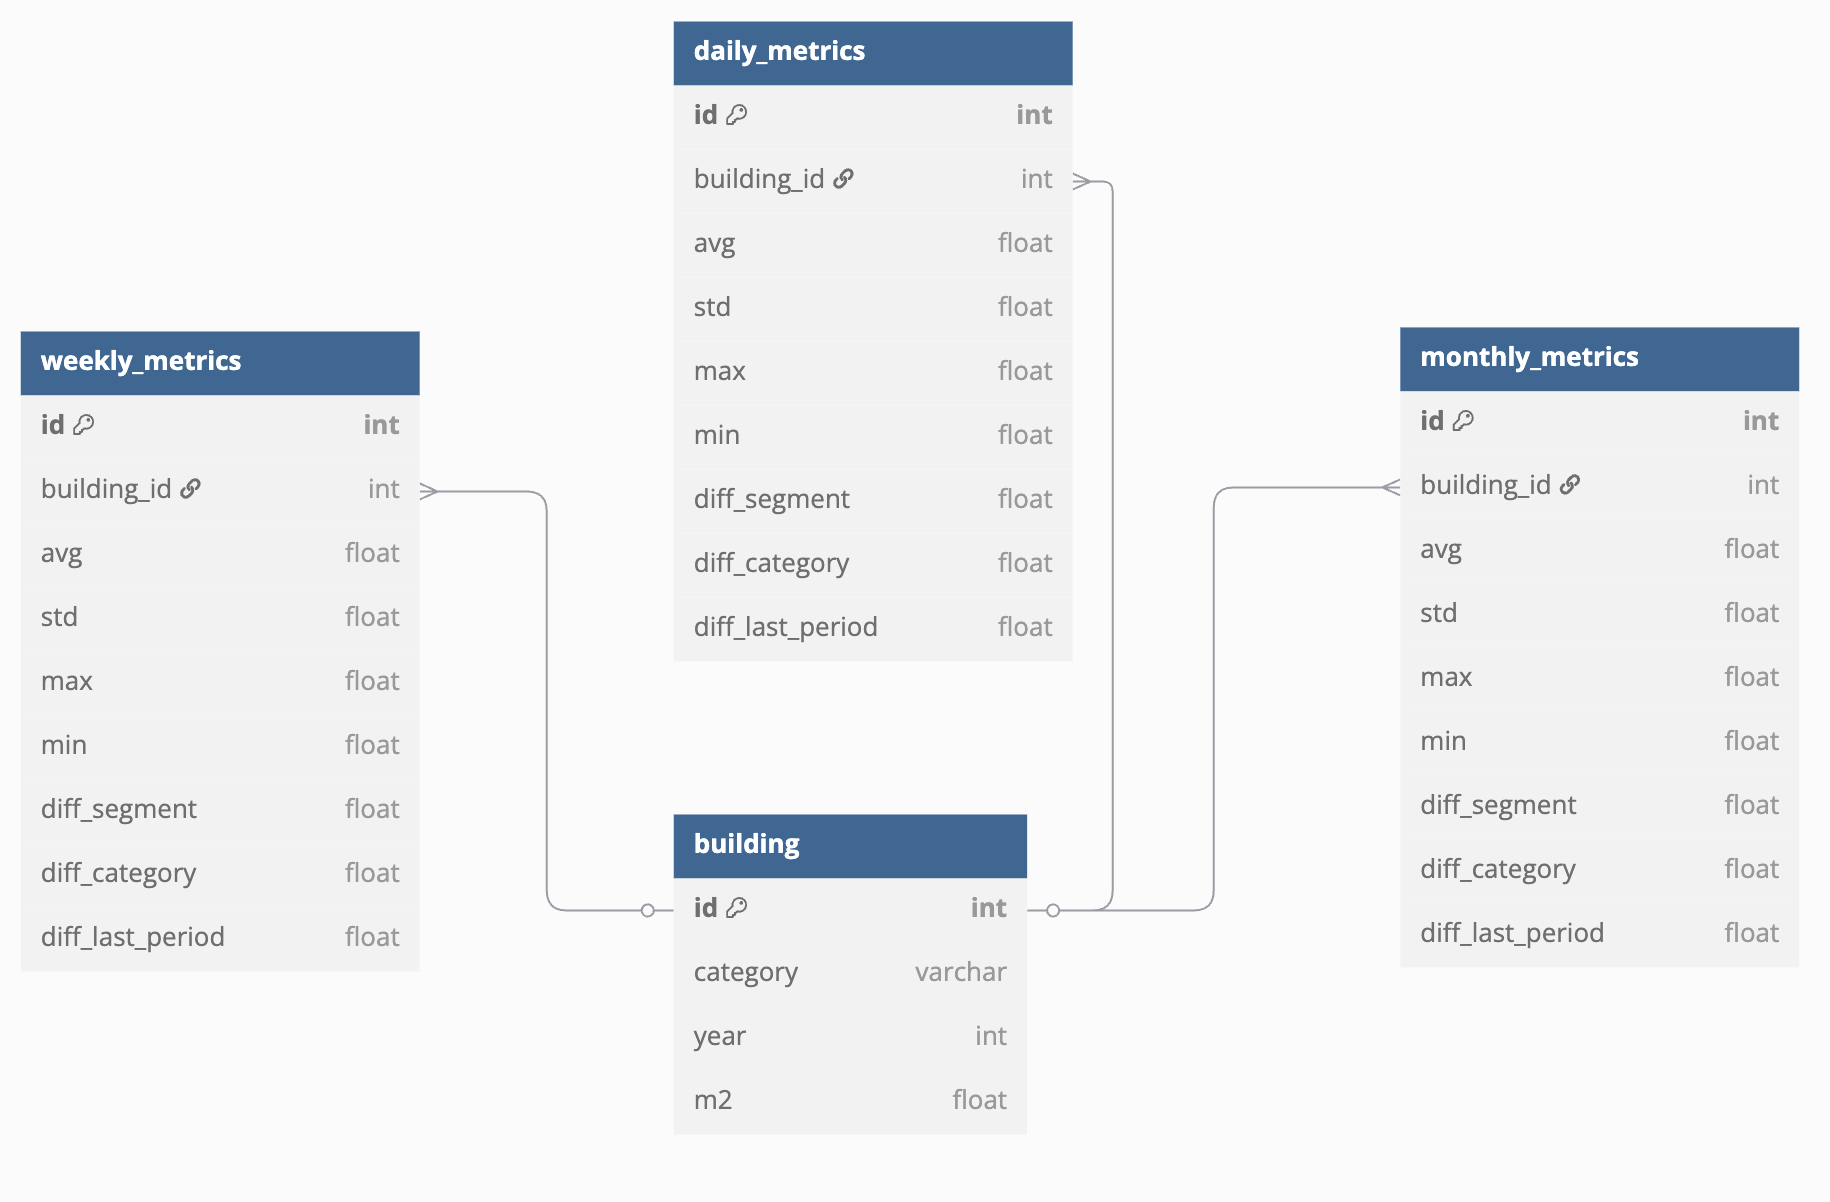 daily_metrics
id int
building_id int
avg float
std float
max float
min float
diff_segment float
diff_category float
diff_last_period float
weekly_metrics
id int
building_id int
avg float
std float
max float
min float
diff_segment float
diff_category float
diff_last_period float
monthly_metrics
id int
building_id int
avg float
std float
max float
min float
diff_segment float
diff_category float
diff_last_period float
building
id int
category varchar
year int
m2 float